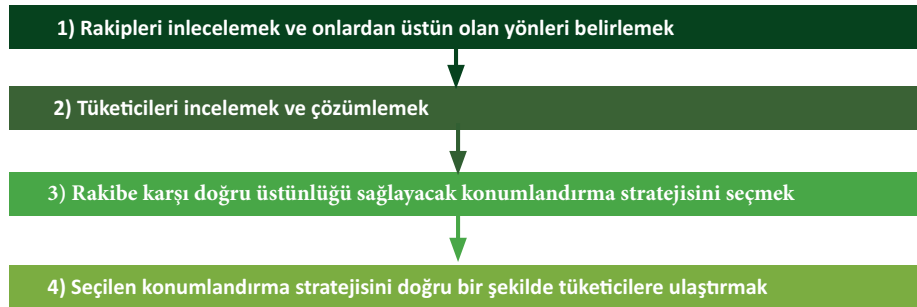 1) Rakipleri inlecelemek ve onlardan üstün olan yönleri belirlemek
2) Tüketicileri incelemek ve çözümlemek
3) Rakibe karşı doğru üstünlüğü sağlayacak konumlandırma stratejisini seçmek
4) Seçilen konumlandırma stratejisini doğru bir şekilde tüketicilere ulaştırmak